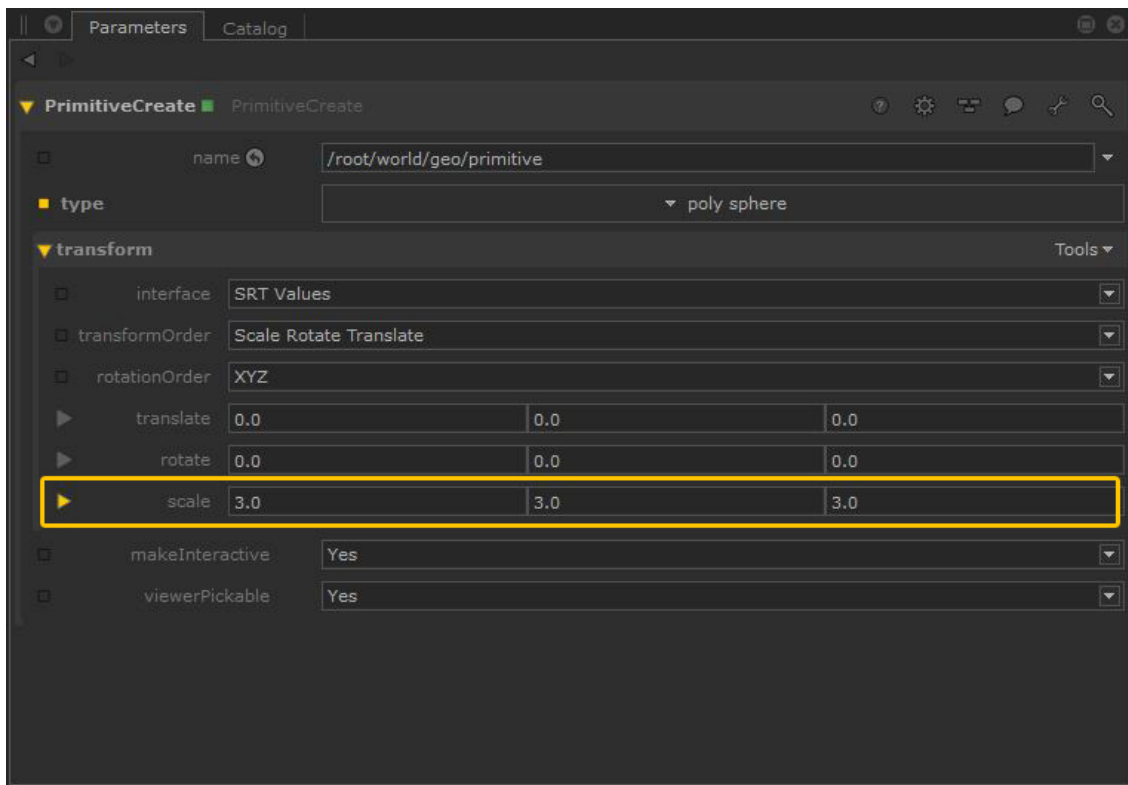 Parameters Catalog
PrimitiveCreate PrimitiveCreate
name /root/world/geo/primitive
type poly sphere
transform Tools
interface SRT Values
transformOrder Scale Rotate Translate
rotationOrder XYZ
translate 0.0 0.0 0.0
rotate 0.0 0.0 0.0
scale 3.0 3.0 3.0
makeInteractive Yes
viewerPickable Yes